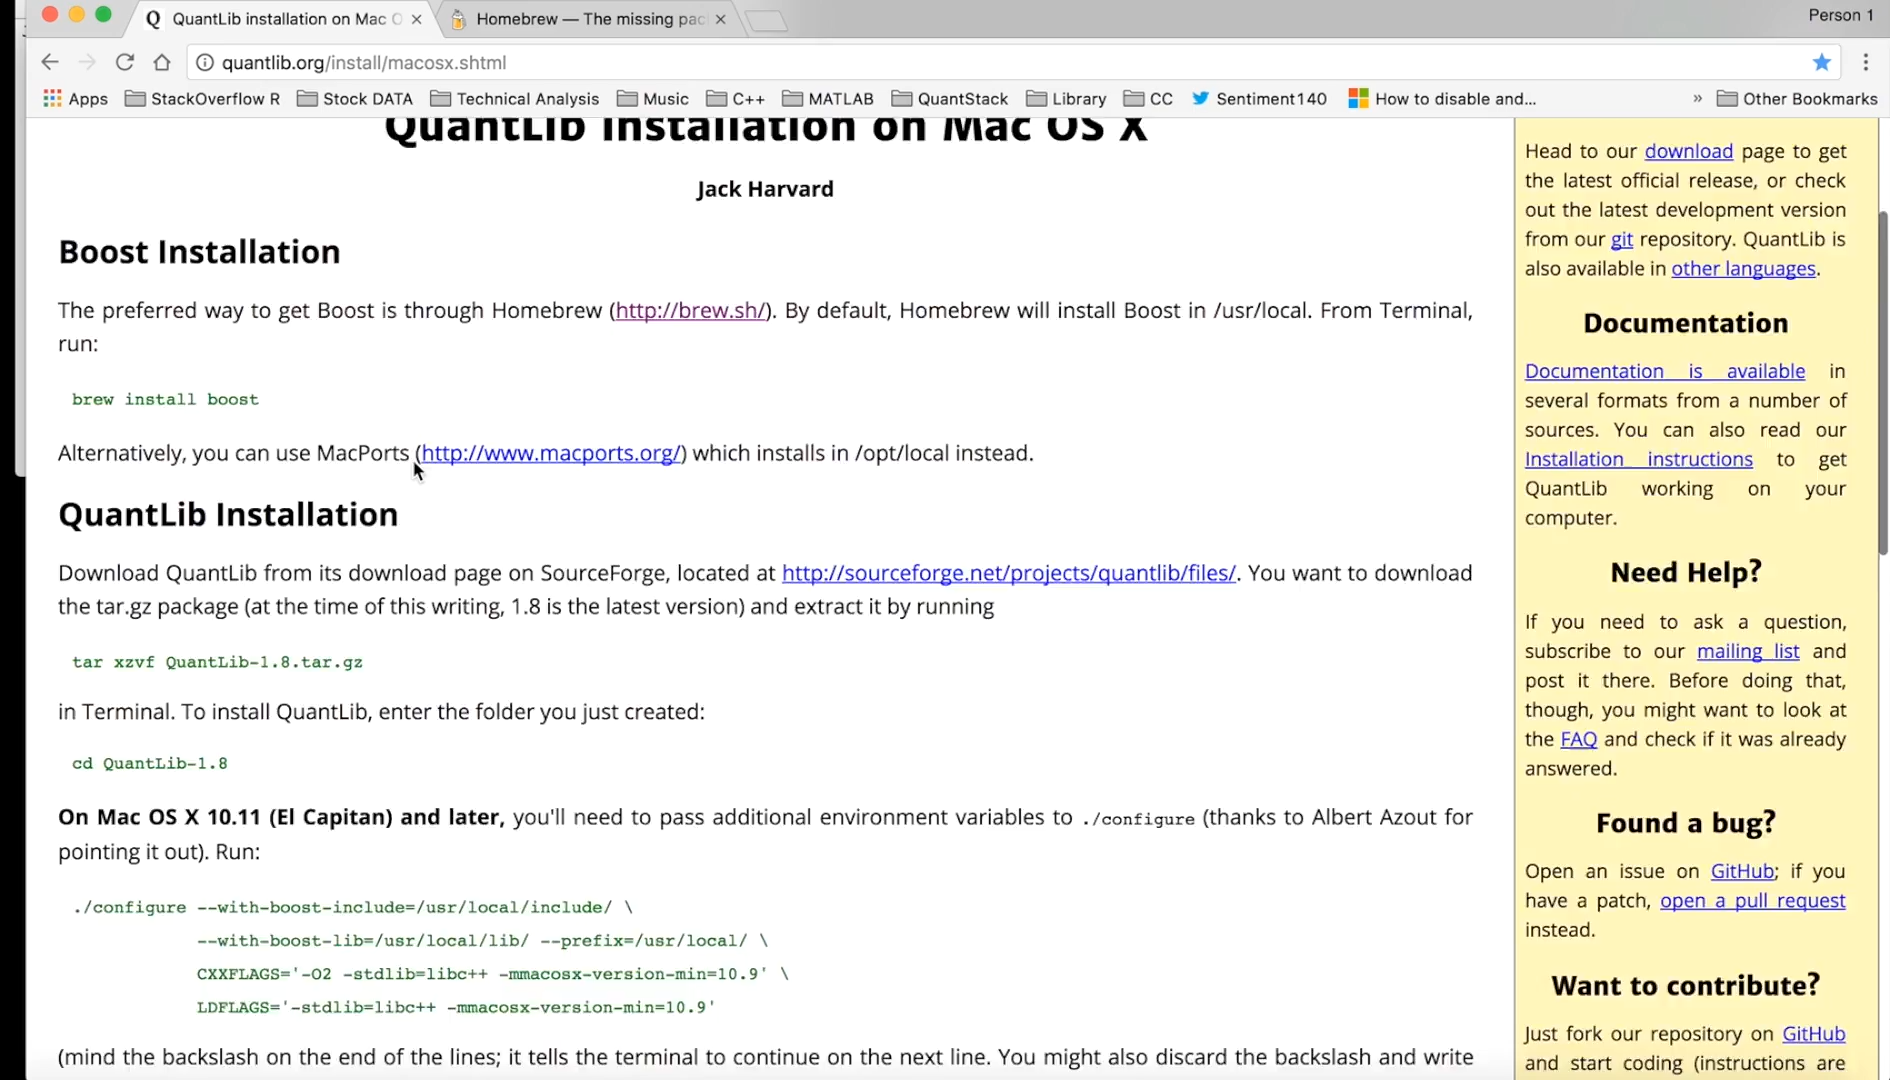 QuantLib installation on Mac O
Homebrew — The missing pac
Person 1
quantlib.org/install/macosx.shtml
Apps StackOverflow R Stock DATA Technical Analysis Music C++ MATLAB QuantStack Library CC Sentiment140 How to disable and... » Other Bookmarks
QuantLib Installation on Mac OS X
Jack Harvard
Boost Installation
The preferred way to get Boost is through Homebrew (http://brew.sh/). By default, Homebrew will install Boost in /usr/local. From Terminal,
run:
brew install boost
Alternatively, you can use MacPorts (http://www.macports.org/) which installs in /opt/local instead.
QuantLib Installation
Download QuantLib from its download page on SourceForge, located at http://sourceforge.net/projects/quantlib/files/. You want to download
the tar.gz package (at the time of this writing, 1.8 is the latest version) and extract it by running
tar xzvf QuantLib-1.8.tar.gz
in Terminal. To install QuantLib, enter the folder you just created:
cd QuantLib-1.8
On Mac OS X 10.11 (El Capitan) and later, you'll need to pass additional environment variables to ./configure (thanks to Albert Azout for
pointing it out). Run:
./configure --with-boost-include=/usr/local/include/ \
--with-boost-lib=/usr/local/lib/ --prefix=/usr/local/ \
CXXFLAGS='-O2 -stdlib=libc++ -mmacosx-version-min=10.9' \
LDFLAGS='-stdlib=libc++ -mmacosx-version-min=10.9'
(mind the backslash on the end of the lines; it tells the terminal to continue on the next line. You might also discard the backslash and write
Head to our download page to get
the latest official release, or check
out the latest development version
from our git repository. QuantLib is
also available in other languages.
Documentation
Documentation is available in
several formats from a number of
sources. You can also read our
Installation instructions to get
QuantLib working on your
computer.
Need Help?
If you need to ask a question,
subscribe to our mailing list and
post it there. Before doing that,
though, you might want to look at
the FAQ and check if it was already
answered.
Found a bug?
Open an issue on GitHub; if you
have a patch, open a pull request
instead.
Want to contribute?
Just fork our repository on GitHub
and start coding (instructions are